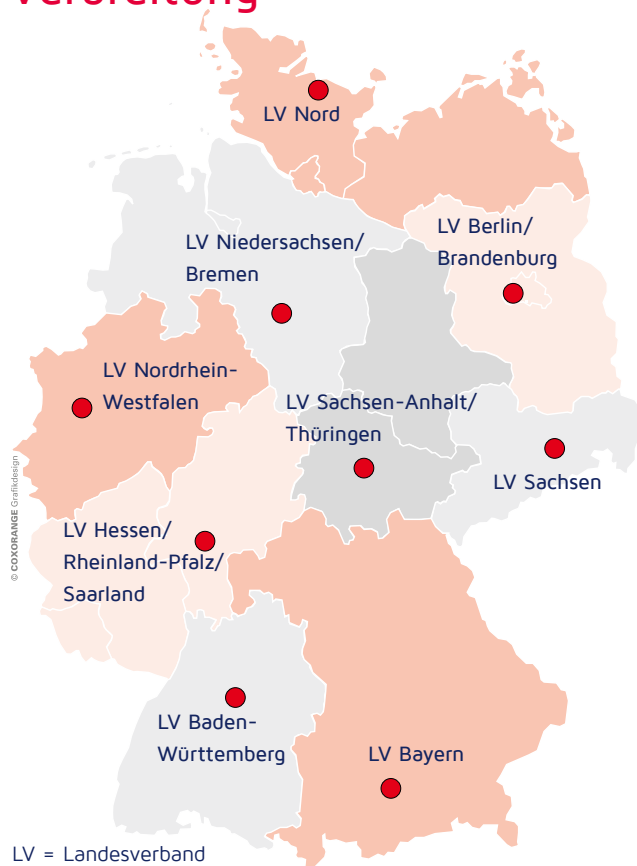 Verbreitung
LV Nord
LV Berlin/
Brandenburg
LV Niedersachsen/
Bremen
LV Nordrhein-
Westfalen
LV Sachsen-Anhalt/
Thüringen
LV Sachsen
LV Hessen/
Rheinland-Pfalz/
Saarland
LV Baden-
Württemberg
LV Bayern
LV = Landesverband
© COXORANGE Grafikdesign